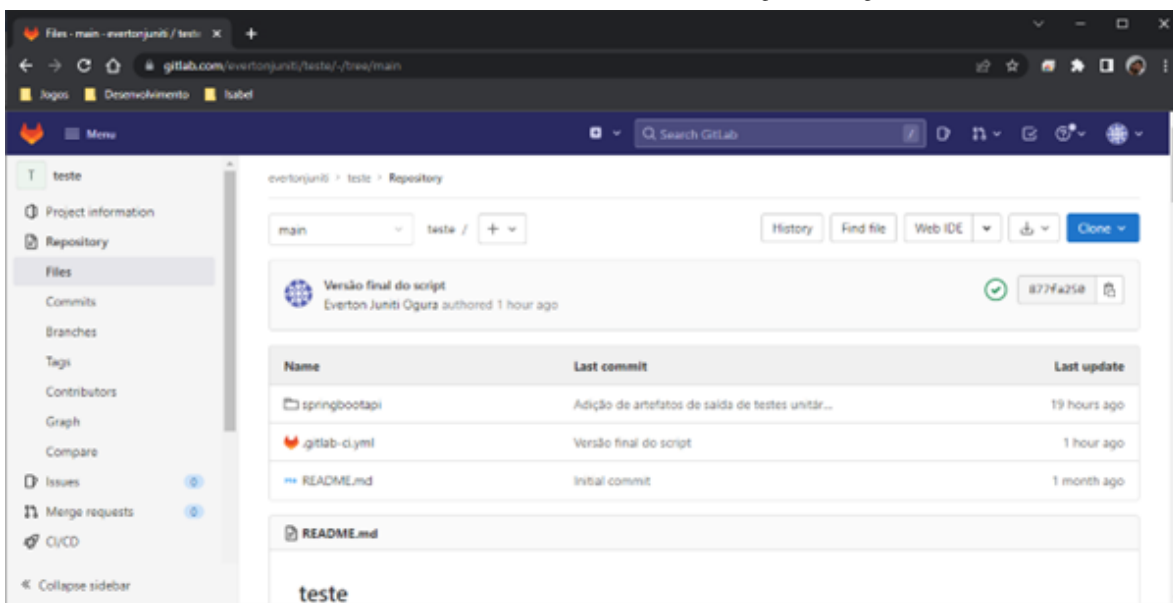 Files · main · evertonjuniti / teste
gitlab.com/evertonjuniti/teste/-/tree/main
Jogos Desenvolvimento Isabel
Menu Search GitLab /
T teste
Project information
Repository
Files
Commits
Branches
Tags
Contributors
Graph
Compare
Issues 0
Merge requests 0
CI/CD
Collapse sidebar
evertonjuniti > teste > Repository
main teste / + History Find file Web IDE Clone
Versão final do script
Everton Juniti Ogura authored 1 hour ago
877fa250
Name Last commit Last update
springbootapi Adição de artefatos de saída de testes unitár... 19 hours ago
.gitlab-ci.yml Versão final do script 1 hour ago
README.md Initial commit 1 month ago
README.md
teste